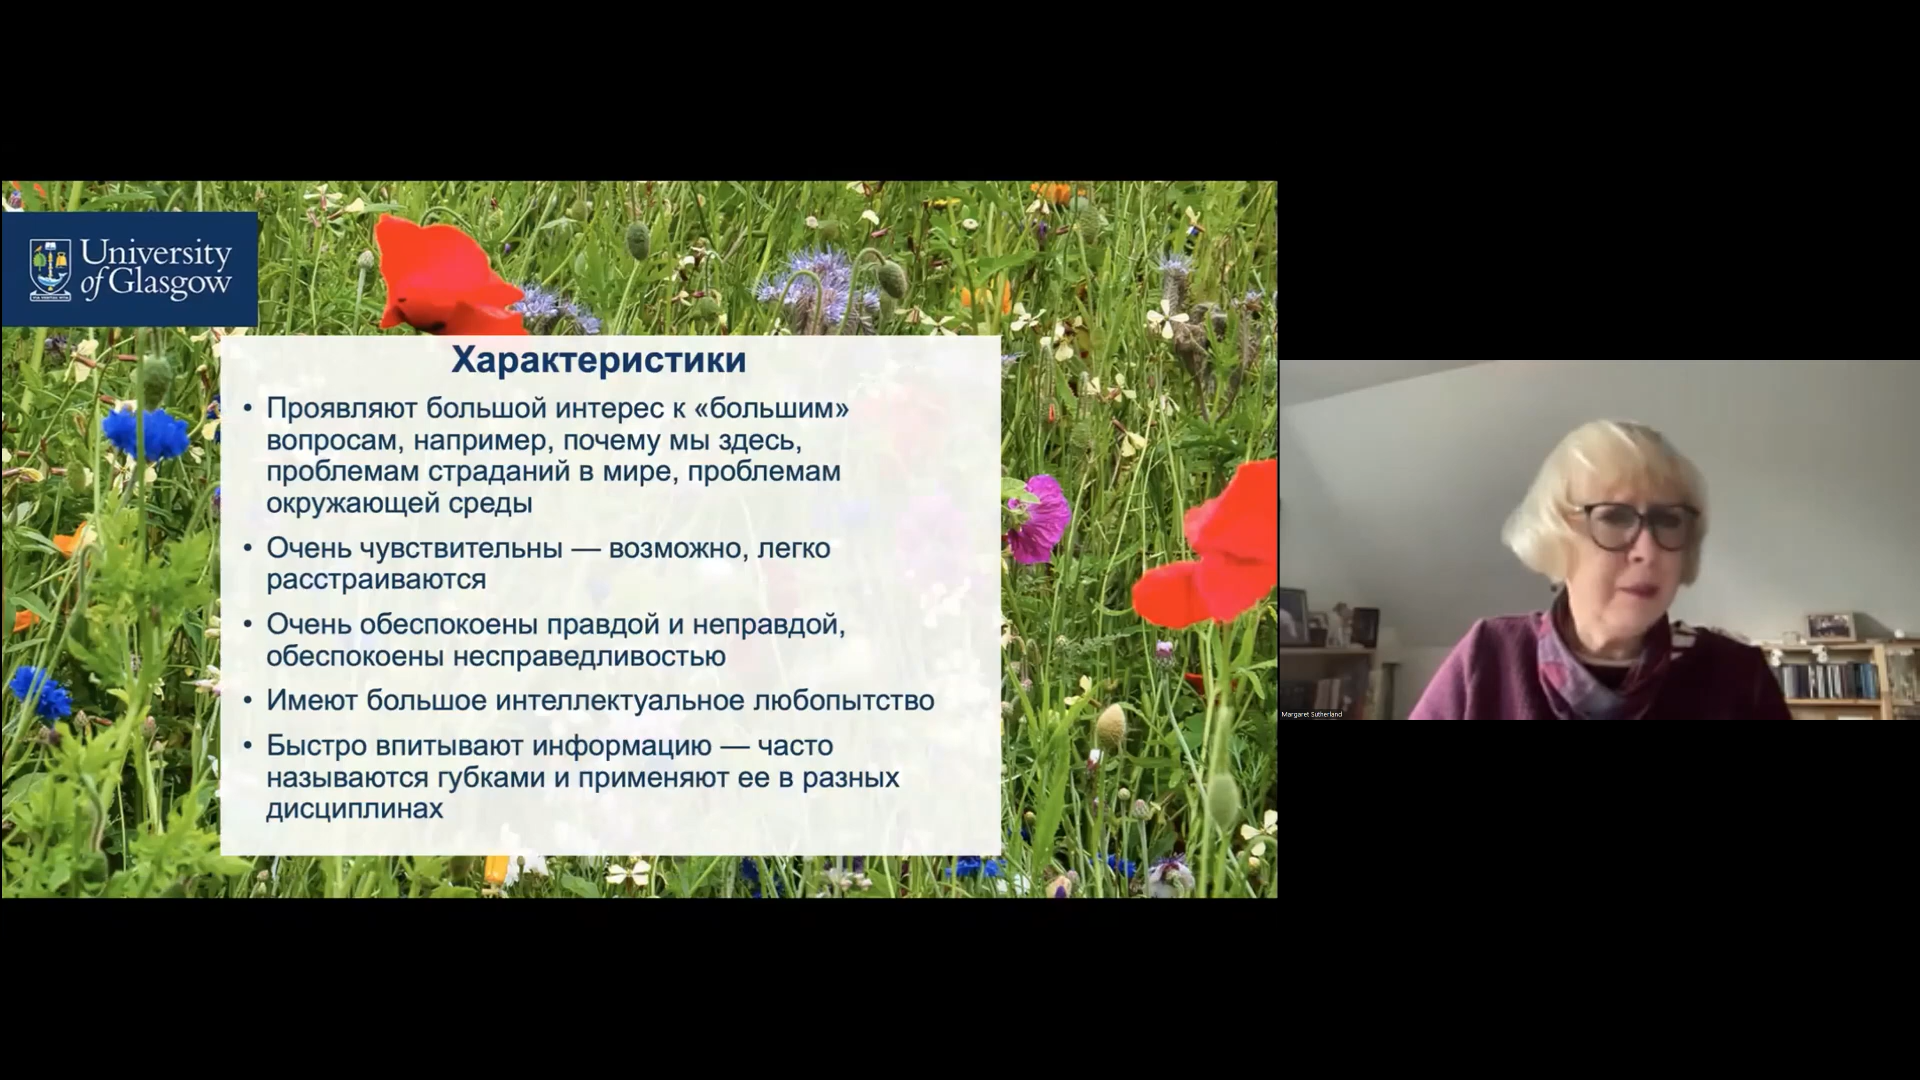 University
of Glasgow
Характеристики
• Проявляют большой интерес к «большим»
вопросам, например, почему мы здесь,
проблемам страданий в мире, проблемам
окружающей среды
• Очень чувствительны — возможно, легко
расстраиваются
• Очень обеспокоены правдой и неправдой,
обеспокоены несправедливостью
• Имеют большое интеллектуальное любопытство
• Быстро впитывают информацию — часто
называются губками и применяют ее в разных
дисциплинах
Margaret Sutherland